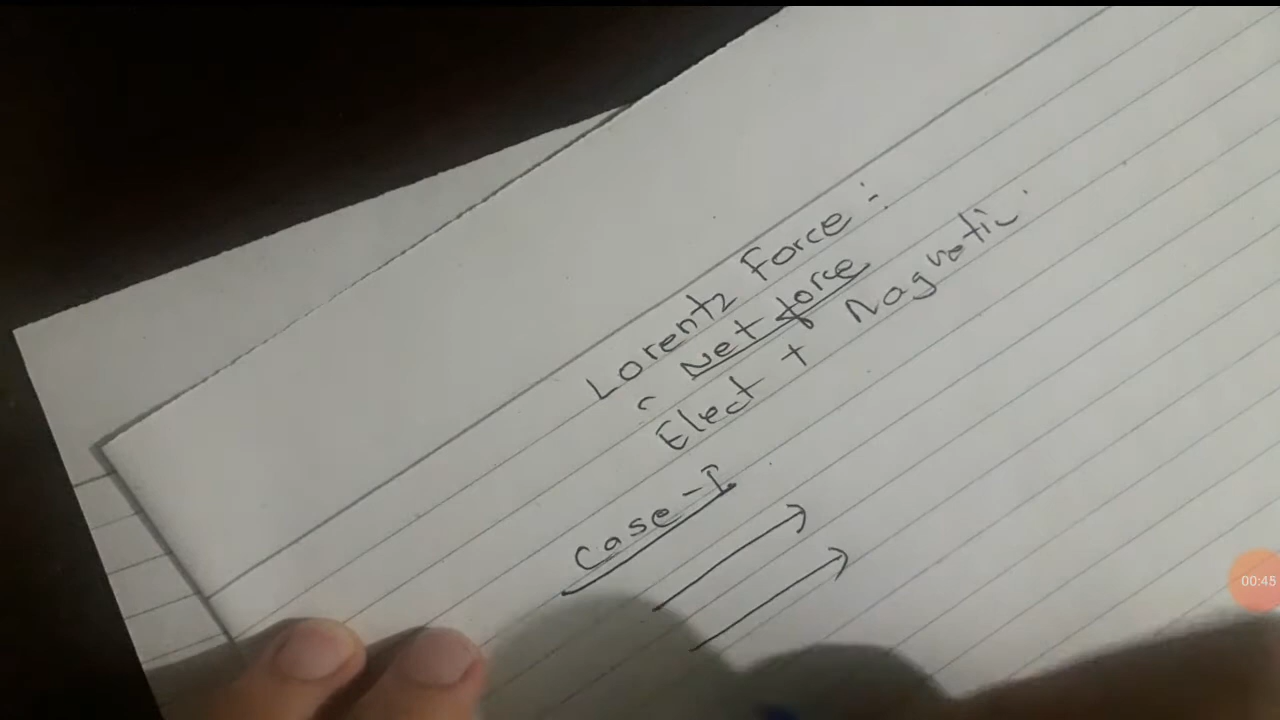 Lorentz Force :
Net force
Elect + Magnetic
Case - I
00:45